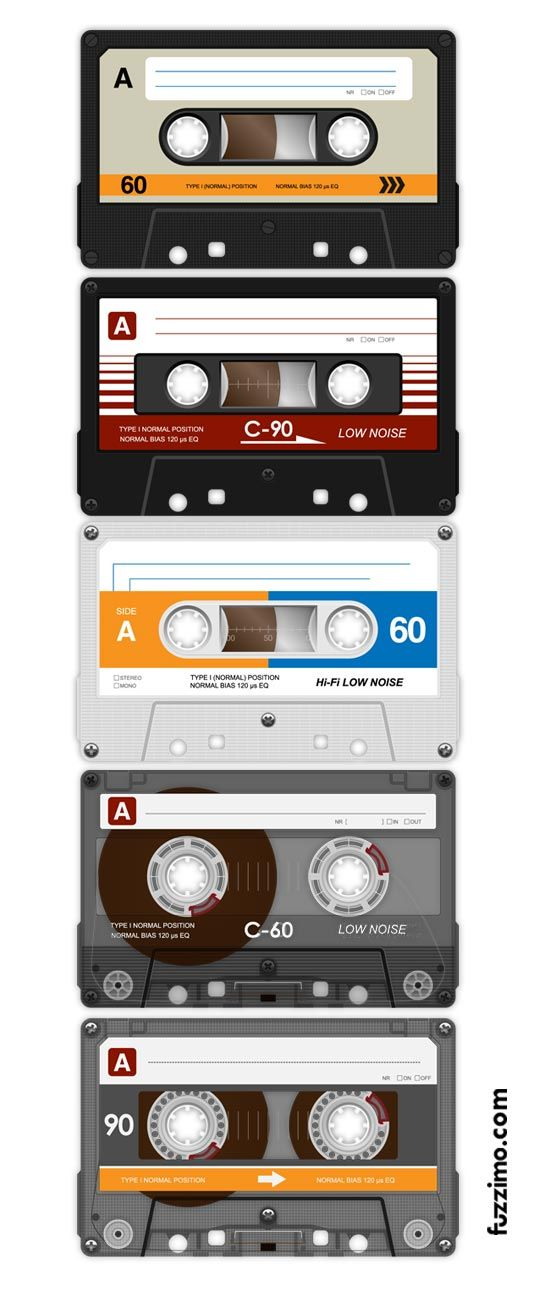 A
NR □ON □OFF
60 TYPE I (NORMAL) POSITION NORMAL BIAS 120 µs EQ
A
NR □ON □OFF
TYPE I NORMAL POSITION
NORMAL BIAS 120 µs EQ
C-90
LOW NOISE
SIDE
A
00 50 0
60
□STEREO
□MONO
TYPE I (NORMAL) POSITION
NORMAL BIAS 120 µs EQ
Hi-Fi LOW NOISE
A
NR [ ] □IN □OUT
TYPE I NORMAL POSITION
NORMAL BIAS 120 µs EQ
C-60
LOW NOISE
A
NR □ON □OFF
90
TYPE I NORMAL POSITION NORMAL BIAS 120 µs EQ
fuzzimo.com